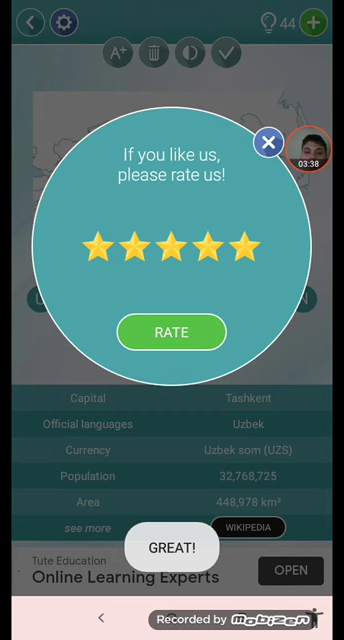 44
A+
03:38
If you like us,
please rate us!
RATE
Capital Tashkent
Official languages Uzbek
Currency Uzbek som (UZS)
Population 32,768,725
Area 448,978 km²
see more WIKIPEDIA
GREAT!
Tute Education
Online Learning Experts
OPEN
Recorded by mobizen